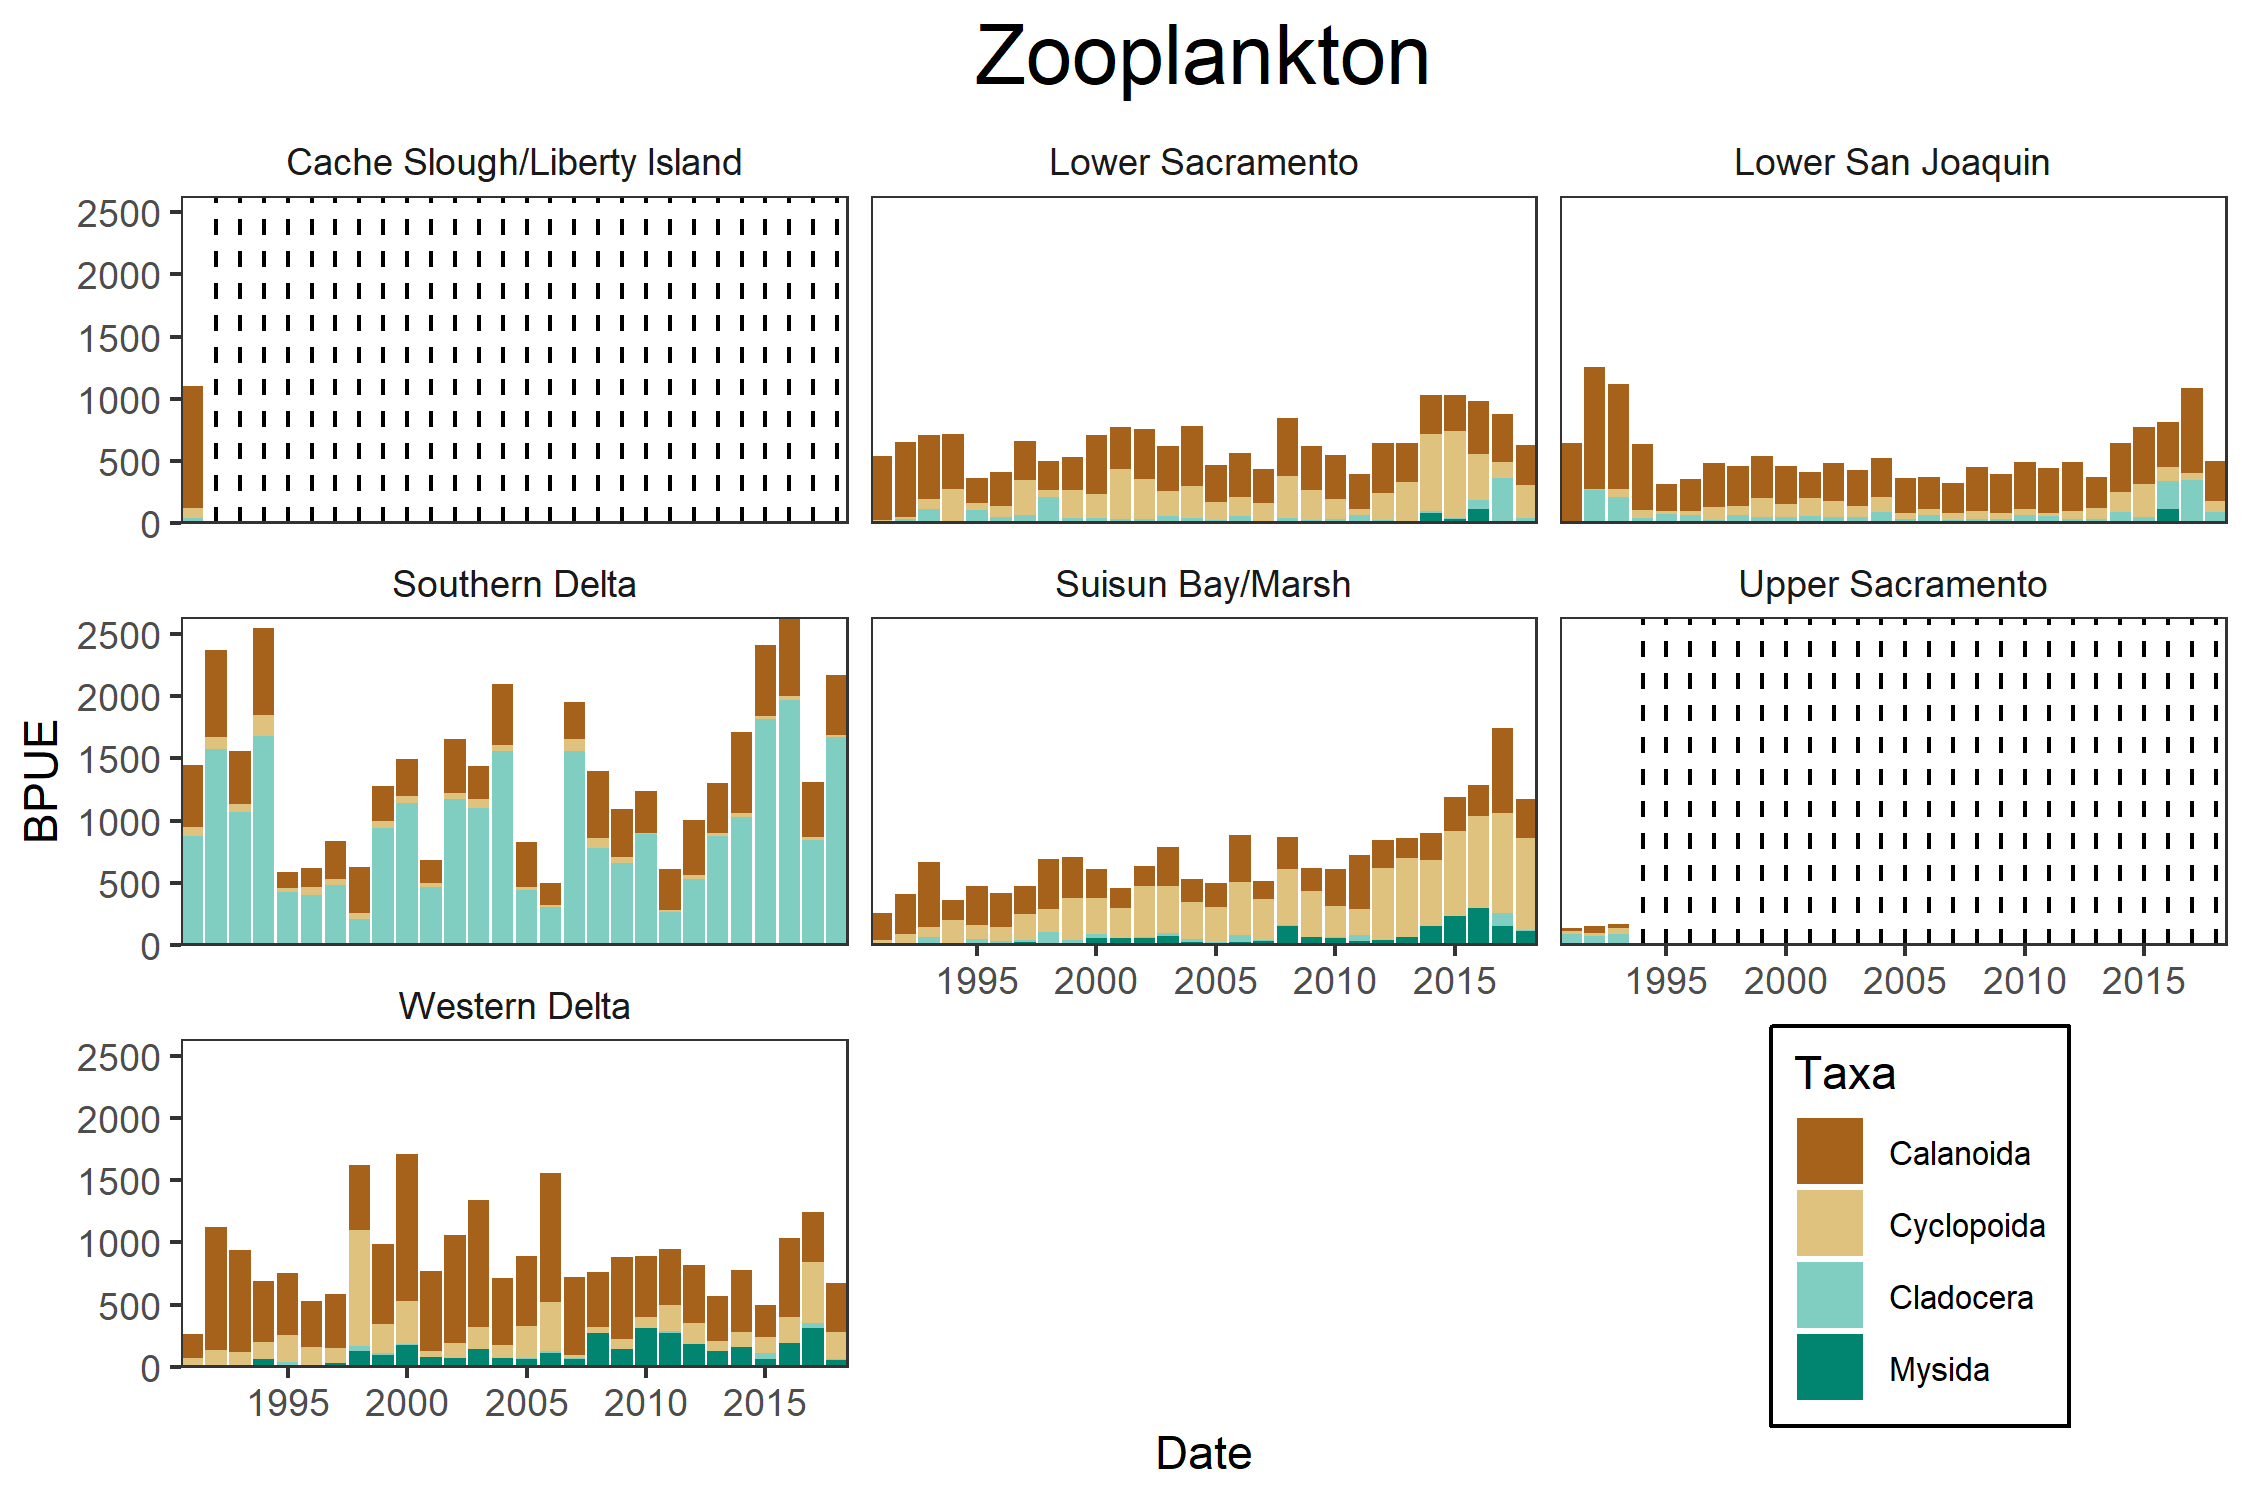 Zooplankton
Cache Slough/Liberty Island
Lower Sacramento
Lower San Joaquin
2500
2000
1500
1000
500
0
Southern Delta
Suisun Bay/Marsh
Upper Sacramento
BPUE
2500
2000
1500
1000
500
0
1995 2000 2005 2010 2015
1995 2000 2005 2010 2015
Western Delta
2500
2000
1500
1000
500
0
1995 2000 2005 2010 2015
Taxa
Calanoida
Cyclopoida
Cladocera
Mysida
Date